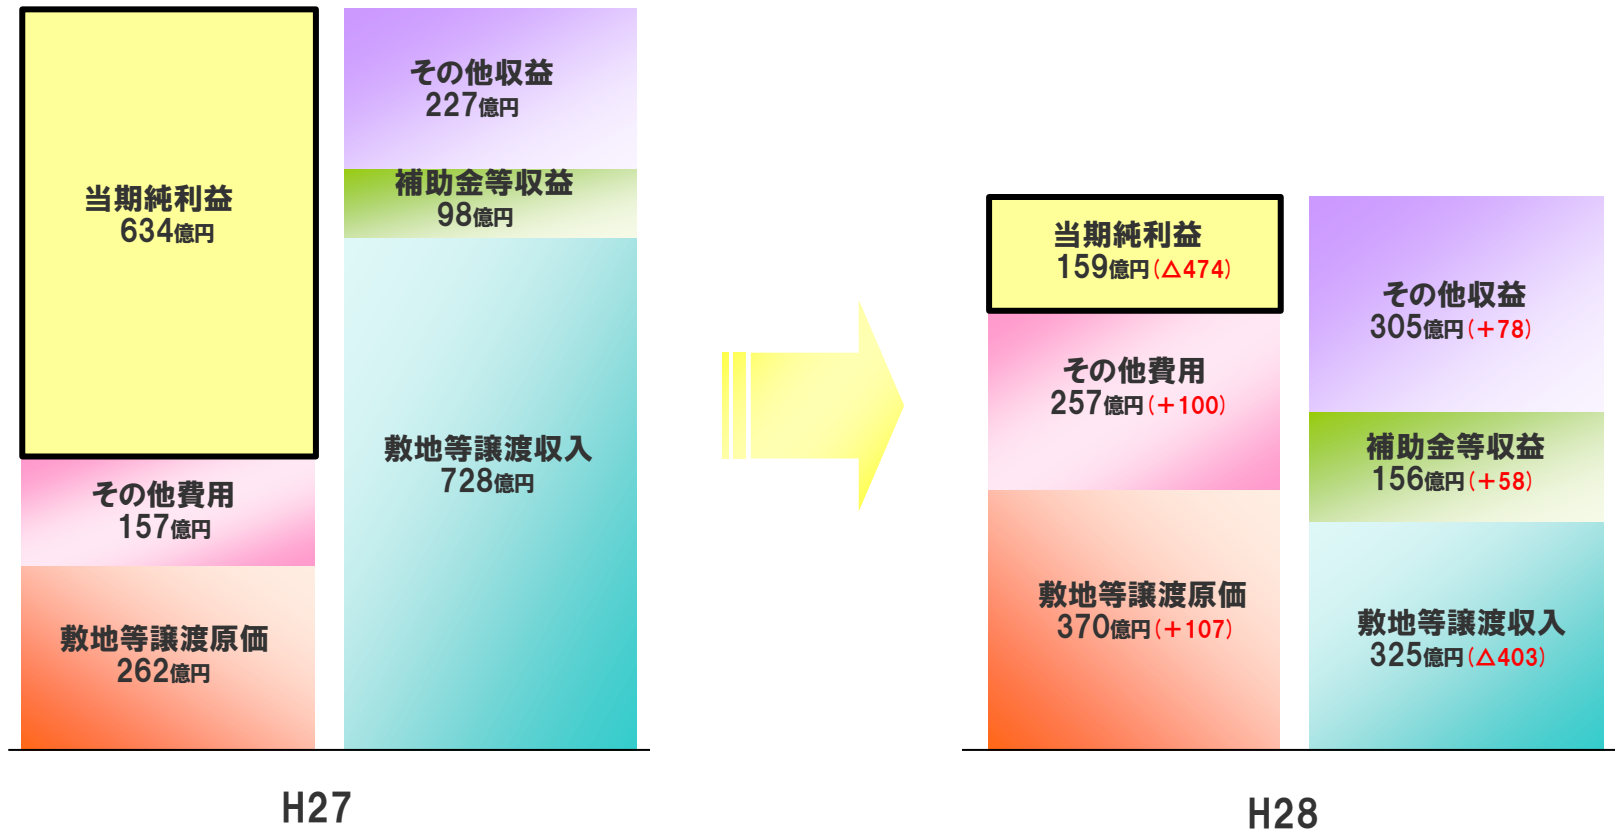 その他収益
227億円
補助金等収益
98億円
当期純利益
634億円
敷地等譲渡収入
728億円
その他費用
157億円
敷地等譲渡原価
262億円
H27
当期純利益
159億円(△474)
その他収益
305億円(+78)
その他費用
257億円(+100)
補助金等収益
156億円(+58)
敷地等譲渡原価
370億円(+107)
敷地等譲渡収入
325億円(△403)
H28